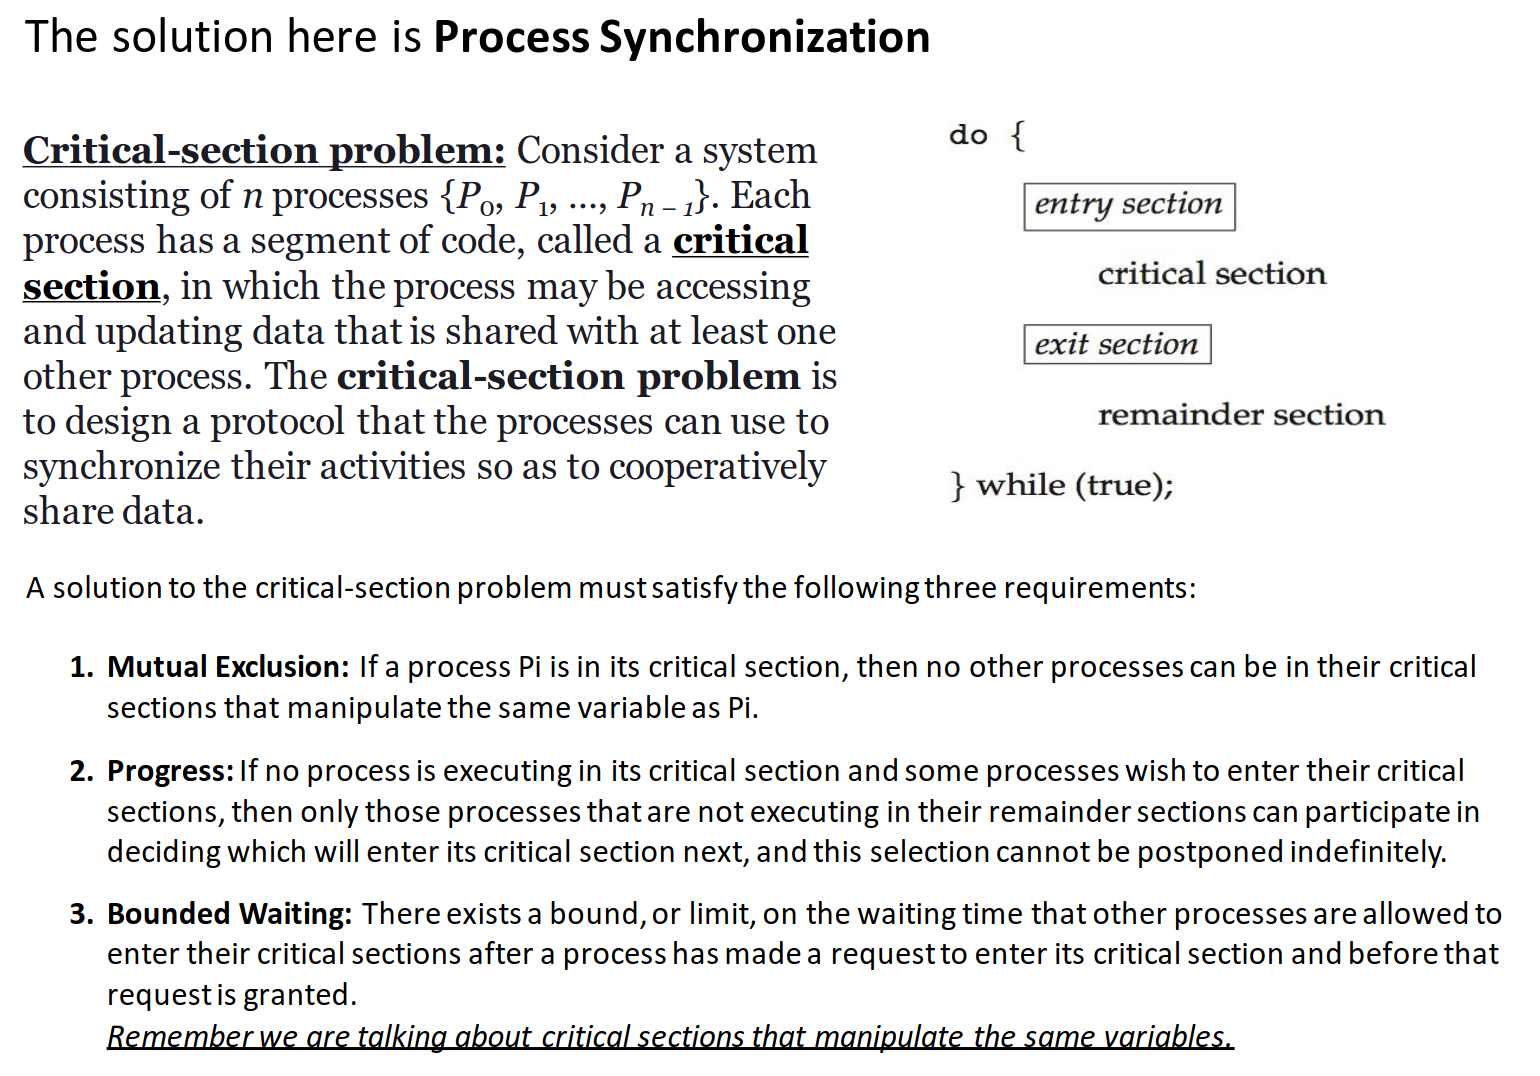 The solution here is Process Synchronization
Critical-section problem: Consider a system
consisting of n processes {P0, P1, ..., Pn – 1}. Each
process has a segment of code, called a critical
section, in which the process may be accessing
and updating data that is shared with at least one
other process. The critical-section problem is
to design a protocol that the processes can use to
synchronize their activities so as to cooperatively
share data.
do {
entry section
critical section
exit section
remainder section
} while (true);
A solution to the critical-section problem must satisfy the following three requirements:
1. Mutual Exclusion: If a process Pi is in its critical section, then no other processes can be in their critical
sections that manipulate the same variable as Pi.
2. Progress: If no process is executing in its critical section and some processes wish to enter their critical
sections, then only those processes that are not executing in their remainder sections can participate in
deciding which will enter its critical section next, and this selection cannot be postponed indefinitely.
3. Bounded Waiting: There exists a bound, or limit, on the waiting time that other processes are allowed to
enter their critical sections after a process has made a request to enter its critical section and before that
request is granted.
Remember we are talking about critical sections that manipulate the same variables.